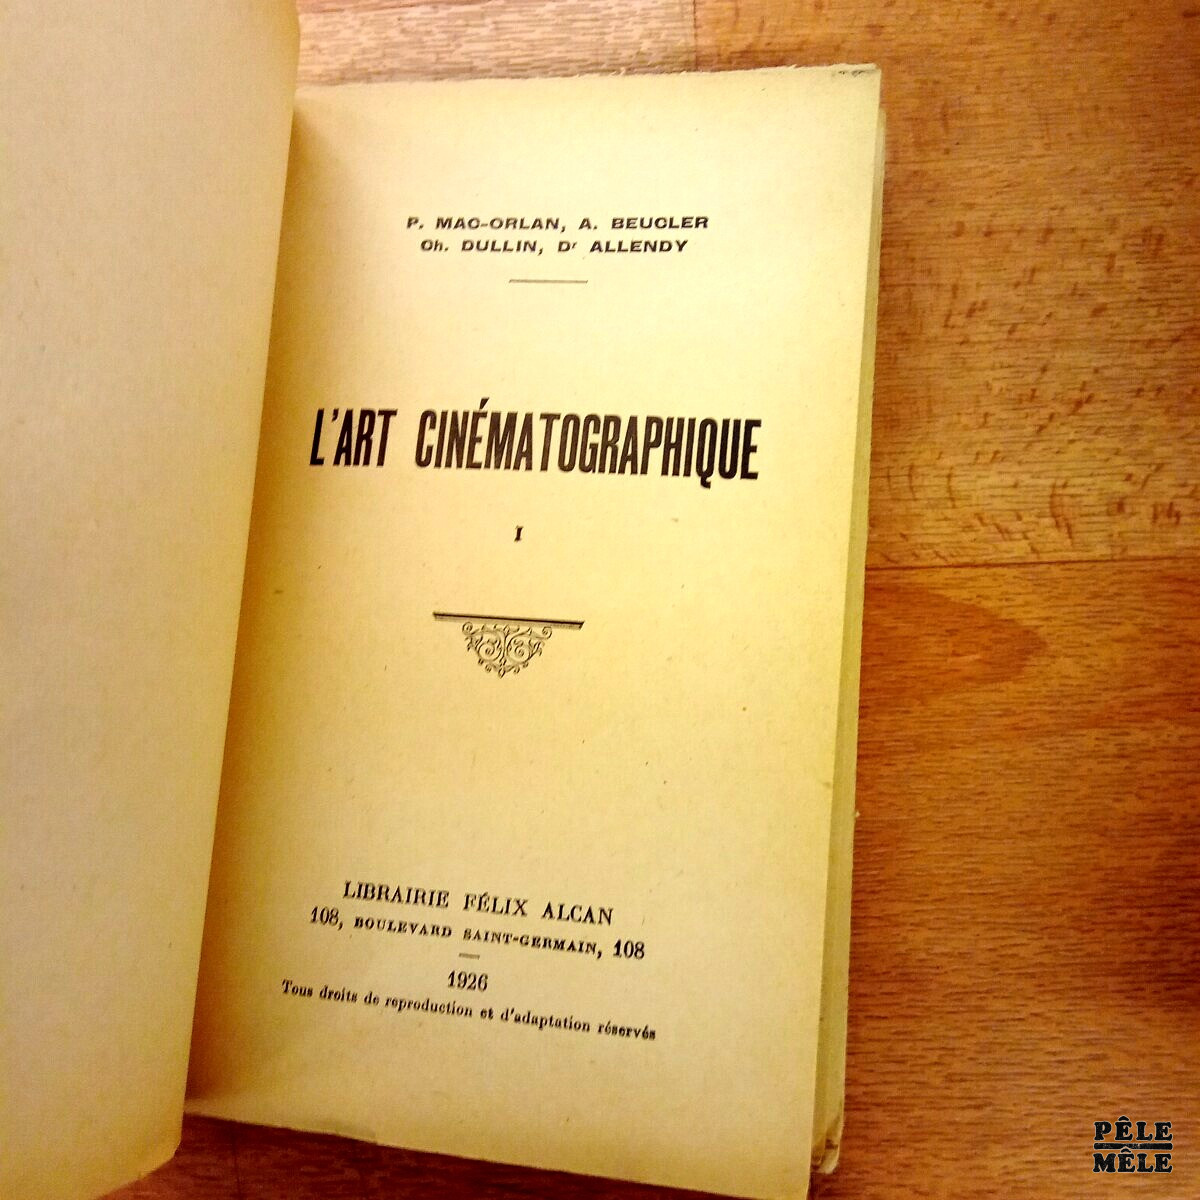 P. MAC-ORLAN, A. BEUCLER
Ch. DULLIN, Dr ALLENDY
L'ART CINÉMATOGRAPHIQUE
I
LIBRAIRIE FÉLIX ALCAN
108, BOULEVARD SAINT-GERMAIN, 108
1926
Tous droits de reproduction et d'adaptation réservés
PÊLE
MÊLE